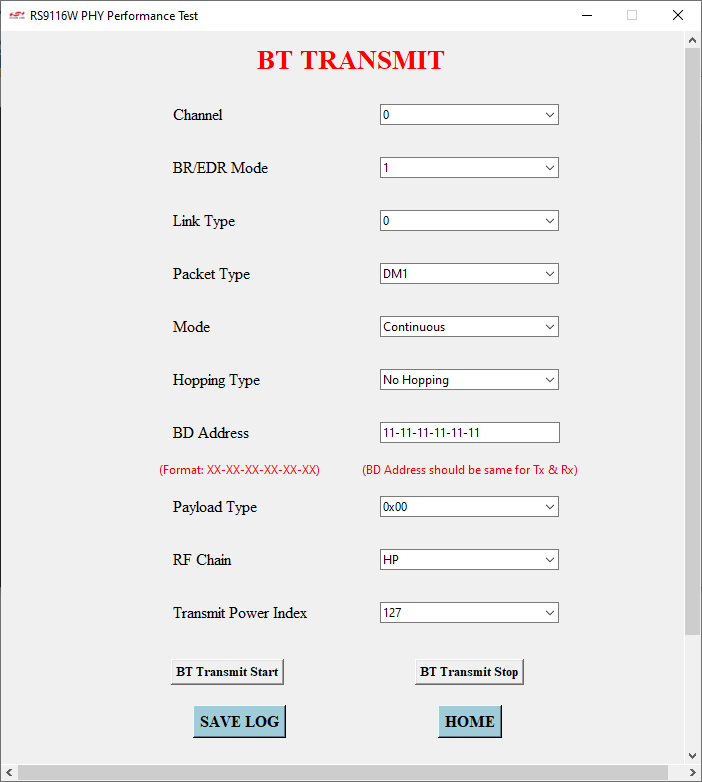 RS9116W PHY Performance Test
BT TRANSMIT
Channel 0
BR/EDR Mode 1
Link Type 0
Packet Type DM1
Mode Continuous
Hopping Type No Hopping
BD Address 11-11-11-11-11-11
(Format: XX-XX-XX-XX-XX-XX) (BD Address should be same for Tx & Rx)
Payload Type 0x00
RF Chain HP
Transmit Power Index 127
BT Transmit Start BT Transmit Stop
SAVE LOG HOME